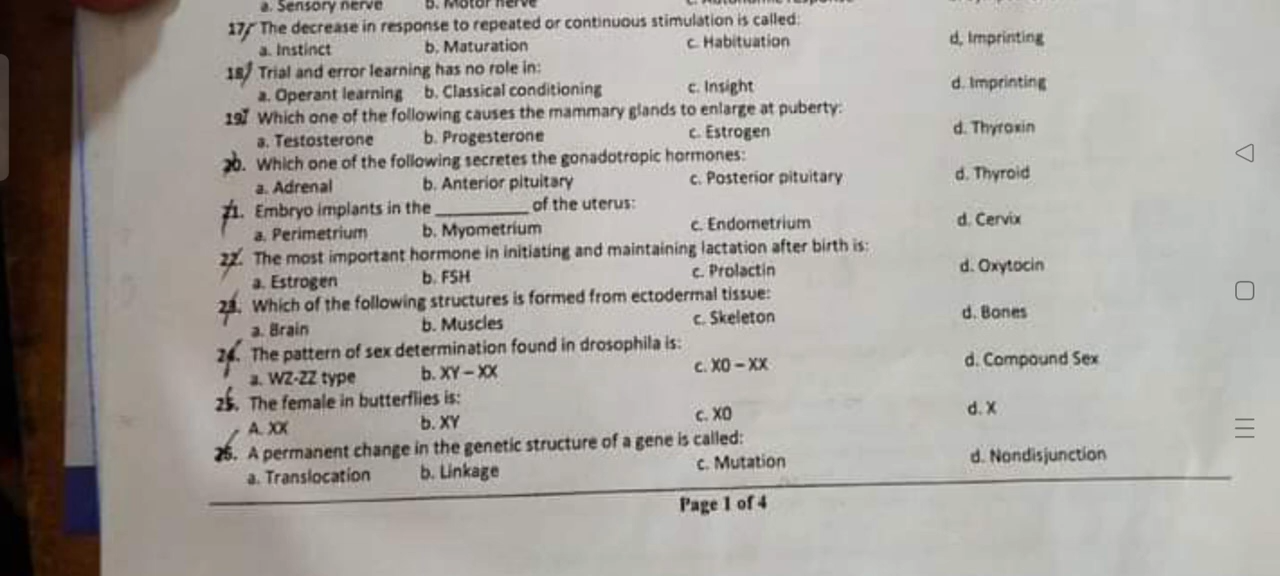 a. Sensory nerve b. Motor nerve
17. The decrease in response to repeated or continuous stimulation is called:
a. Instinct b. Maturation c. Habituation d, Imprinting
18. Trial and error learning has no role in:
a. Operant learning b. Classical conditioning c. Insight d. Imprinting
19. Which one of the following causes the mammary glands to enlarge at puberty:
a. Testosterone b. Progesterone c. Estrogen d. Thyroxin
20. Which one of the following secretes the gonadotropic hormones:
a. Adrenal b. Anterior pituitary c. Posterior pituitary d. Thyroid
21. Embryo implants in the _________ of the uterus:
a. Perimetrium b. Myometrium c. Endometrium d. Cervix
22. The most important hormone in initiating and maintaining lactation after birth is:
a. Estrogen b. FSH c. Prolactin d. Oxytocin
23. Which of the following structures is formed from ectodermal tissue:
a. Brain b. Muscles c. Skeleton d. Bones
24. The pattern of sex determination found in drosophila is:
a. WZ-ZZ type b. XY – XX c. XO – XX d. Compound Sex
25. The female in butterflies is:
A. XX b. XY c. XO d. X
26. A permanent change in the genetic structure of a gene is called:
a. Translocation b. Linkage c. Mutation d. Nondisjunction
Page 1 of 4